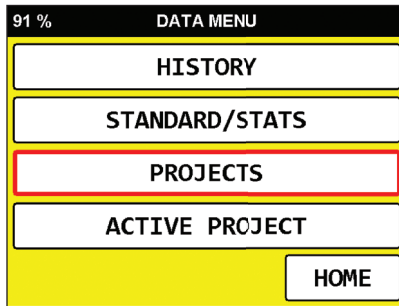 91 % DATA MENU
HISTORY
STANDARD/STATS
PROJECTS
ACTIVE PROJECT
HOME